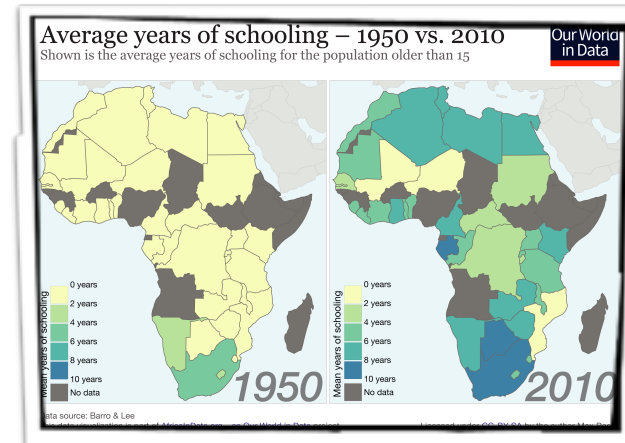 Average years of schooling – 1950 vs. 2010
Shown is the average years of schooling for the population older than 15
Our World
in Data
Mean years of schooling
0 years
2 years
4 years
6 years
8 years
10 years
No data
1950
Mean years of schooling
0 years
2 years
4 years
6 years
8 years
10 years
No data
2010
Data source: Barro & Lee